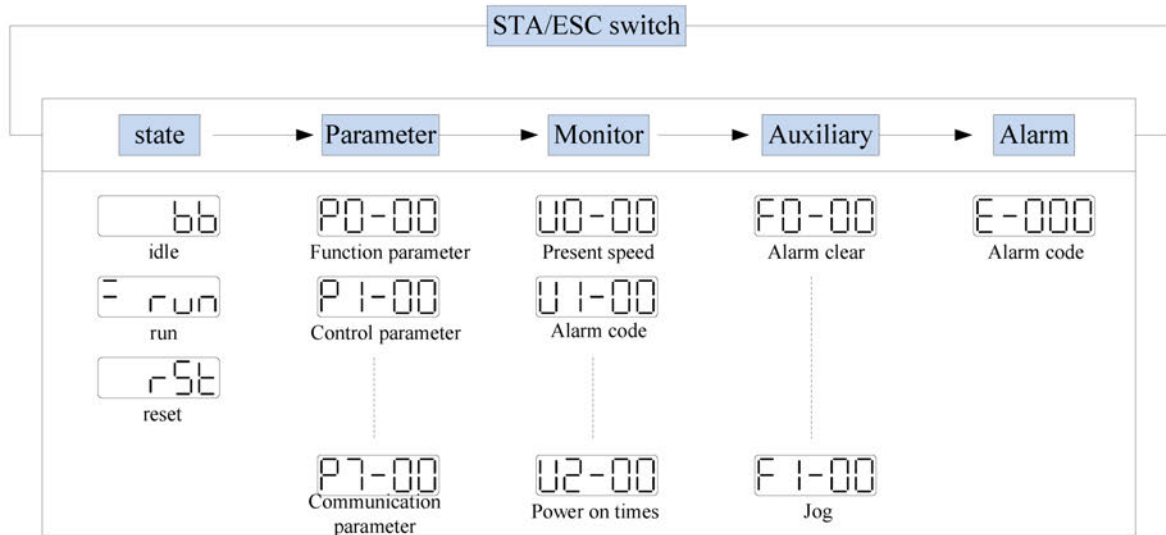 STA/ESC switch
state Parameter Monitor Auxiliary Alarm
bb P0-00 U0-00 F0-00 E-000
idle Function parameter Present speed Alarm clear Alarm code
run P1-00 U1-00
run Control parameter Alarm code
rSt
reset
P7-00 U2-00 F1-00
Communication parameter Power on times Jog